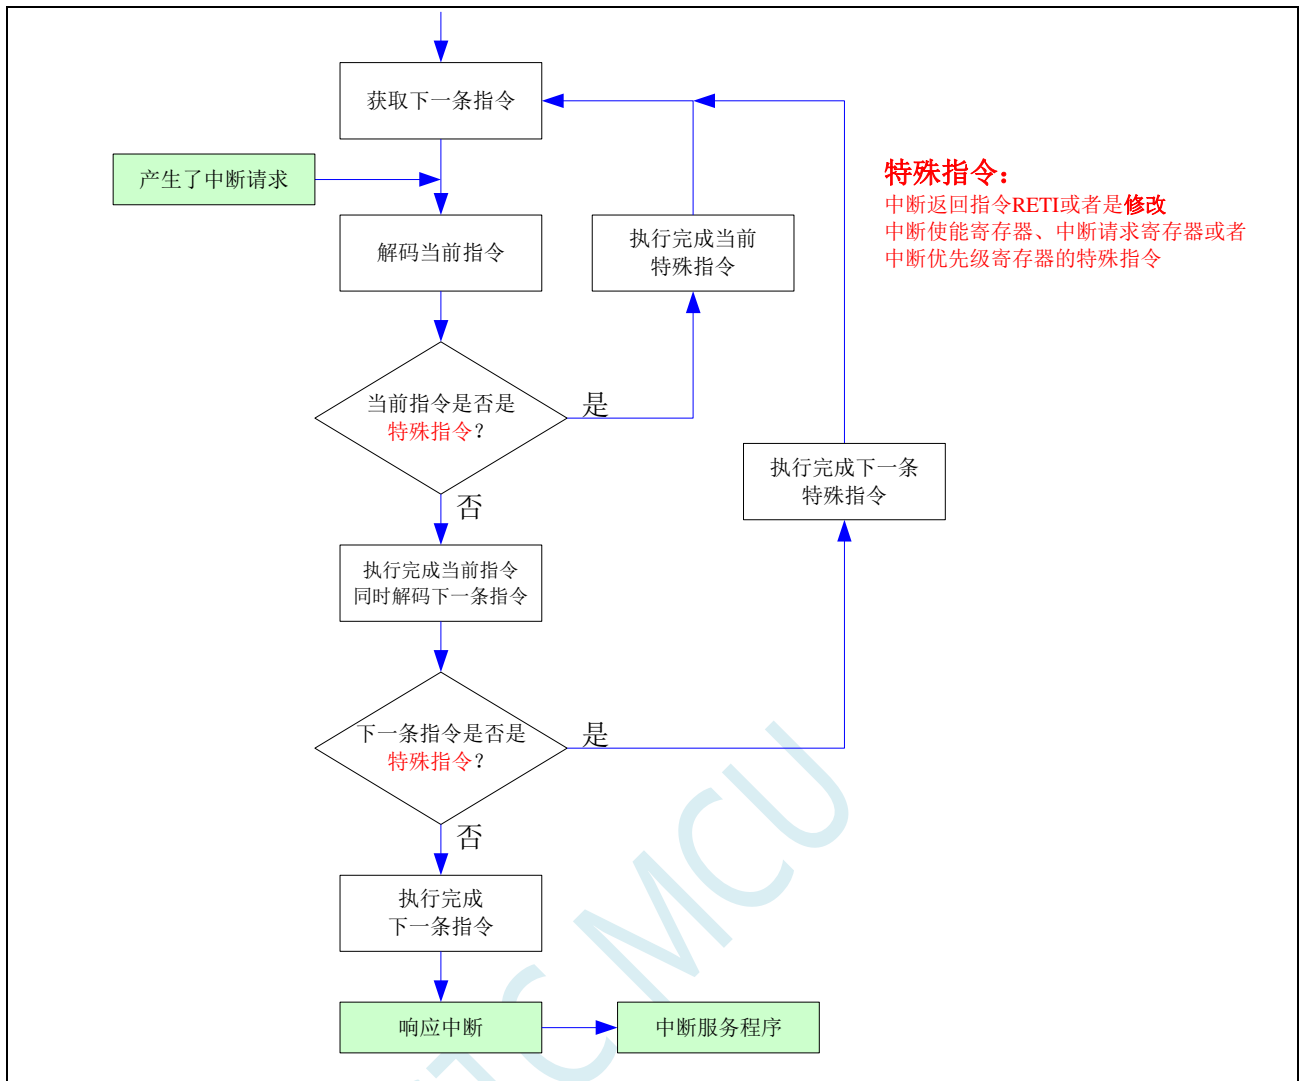 获取下一条指令
产生了中断请求
特殊指令：
中断返回指令RETI或者是修改
中断使能寄存器、中断请求寄存器或者
中断优先级寄存器的特殊指令
解码当前指令
执行完成当前
特殊指令
当前指令是否是
特殊指令？
是
否
执行完成下一条
特殊指令
执行完成当前指令
同时解码下一条指令
下一条指令是否是
特殊指令？
是
否
执行完成
下一条指令
响应中断
中断服务程序
MCU